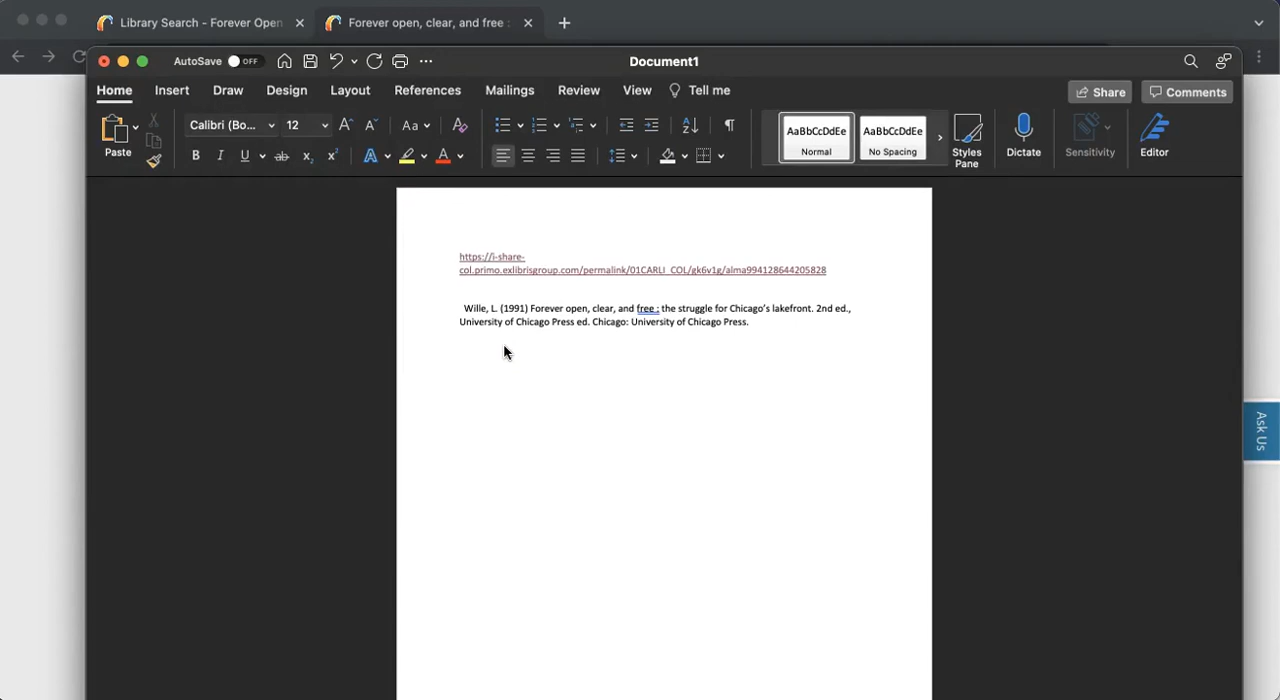 Library Search - Forever Open
Forever open, clear, and free :
AutoSave OFF
Document1
Home Insert Draw Design Layout References Mailings Review View Tell me
Share Comments
Paste
Calibri (Bo... 12
Aa
AaBbCcDdEe
Normal
AaBbCcDdEe
No Spacing
Styles
Pane
Dictate
Sensitivity
Editor
https://i-share-
col.primo.exlibrisgroup.com/permalink/01CARLI_COL/gk6v1g/alma994128644205828
Wille, L. (1991) Forever open, clear, and free : the struggle for Chicago’s lakefront. 2nd ed.,
University of Chicago Press ed. Chicago: University of Chicago Press.
Ask Us